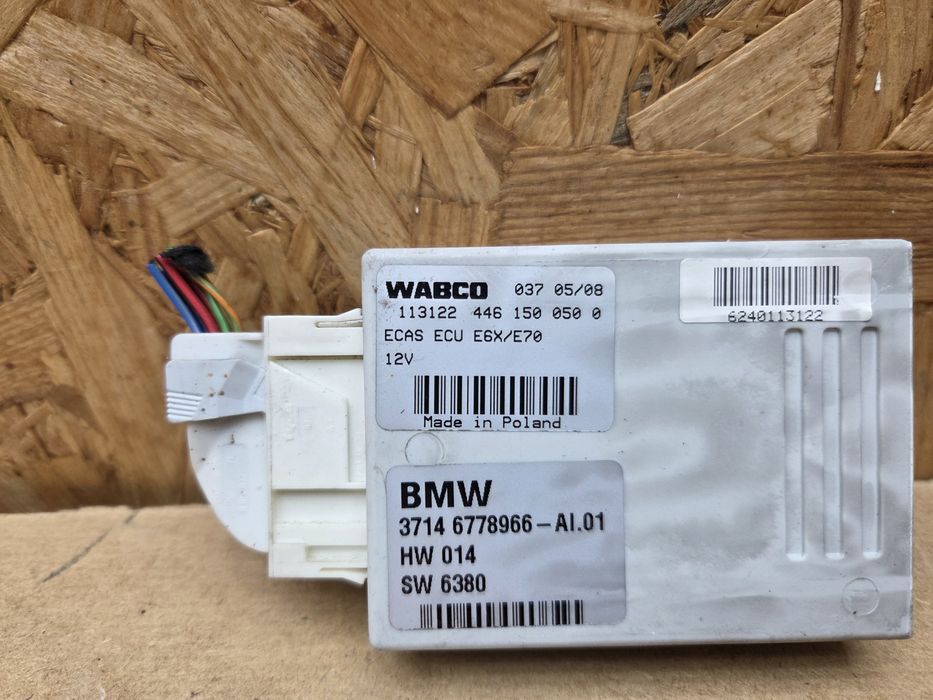 WABCO 037 05/08
113122 446 150 050 0
ECAS ECU E6X/E70
12V
Made in Poland
6240113122
BMW
3714 6778966-AI.01
HW 014
SW 6380